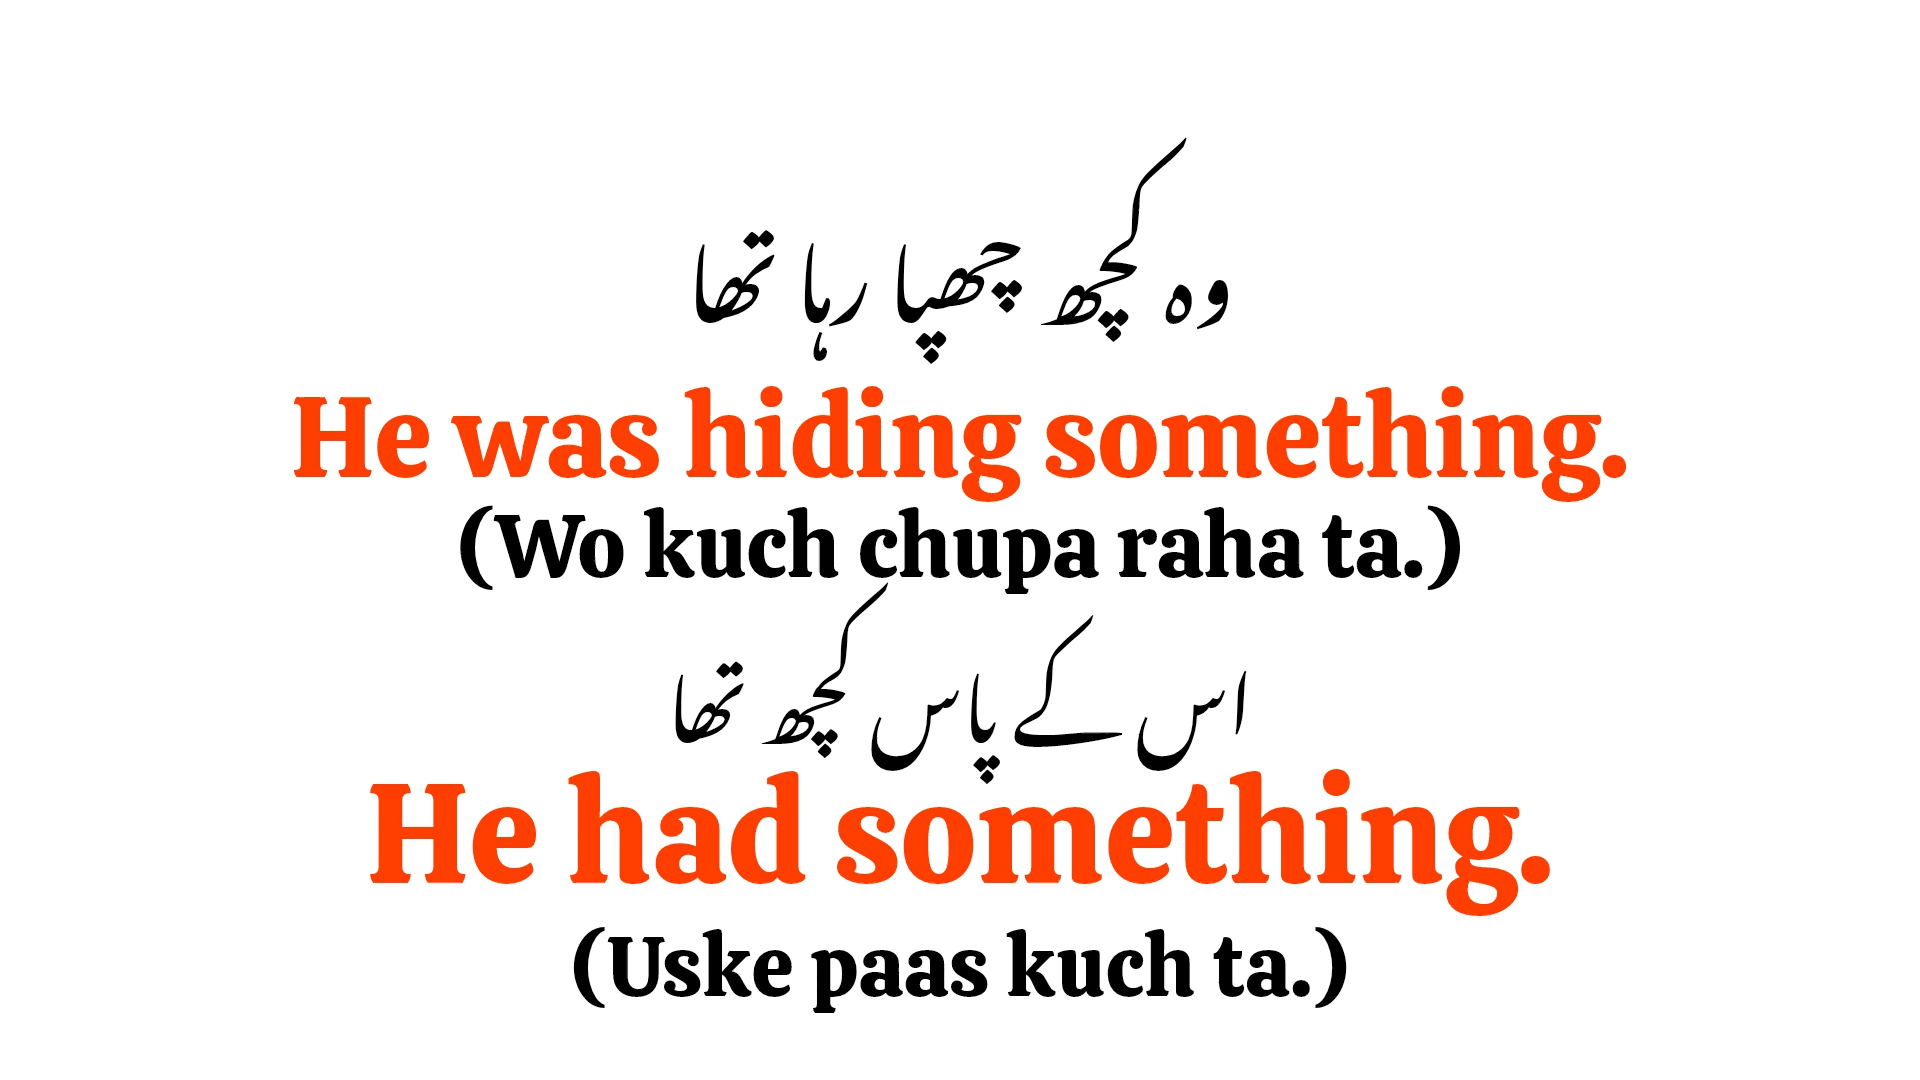 وہ کچھ چھپا رہا تھا
He was hiding something.
(Wo kuch chupa raha ta.)
اس کے پاس کچھ تھا
He had something.
(Uske paas kuch ta.)